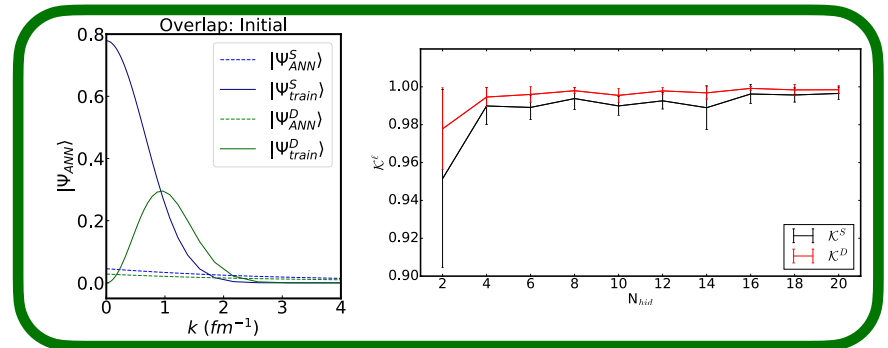 Overlap: Initial
|Ψ_ANN⟩
0.8
0.6
0.4
0.2
0.0
0 1 2 3 4
k (fm⁻¹)
|Ψ^S_ANN⟩
|Ψ^S_train⟩
|Ψ^D_ANN⟩
|Ψ^D_train⟩
𝒦^ℓ
1.00
0.98
0.96
0.94
0.92
0.90
2 4 6 8 10 12 14 16 18 20
N_hid
𝒦^S
𝒦^D